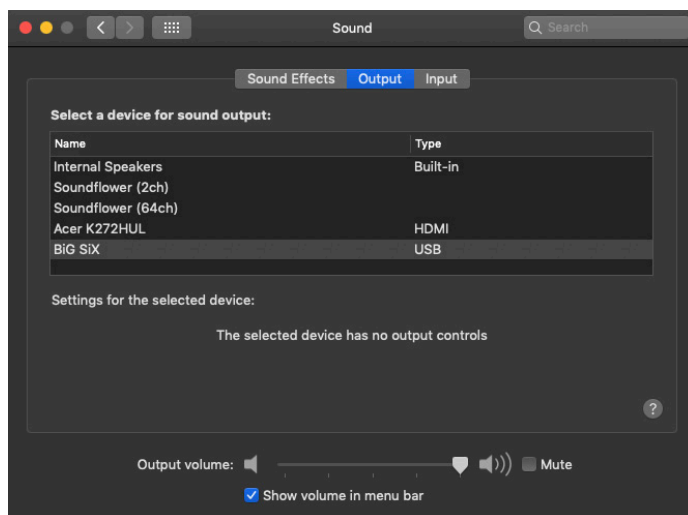 Sound
Search
Sound Effects Output Input
Select a device for sound output:
Name Type
Internal Speakers Built-in
Soundflower (2ch)
Soundflower (64ch)
Acer K272HUL HDMI
BiG SiX USB
Settings for the selected device:
The selected device has no output controls
?
Output volume: Mute
Show volume in menu bar